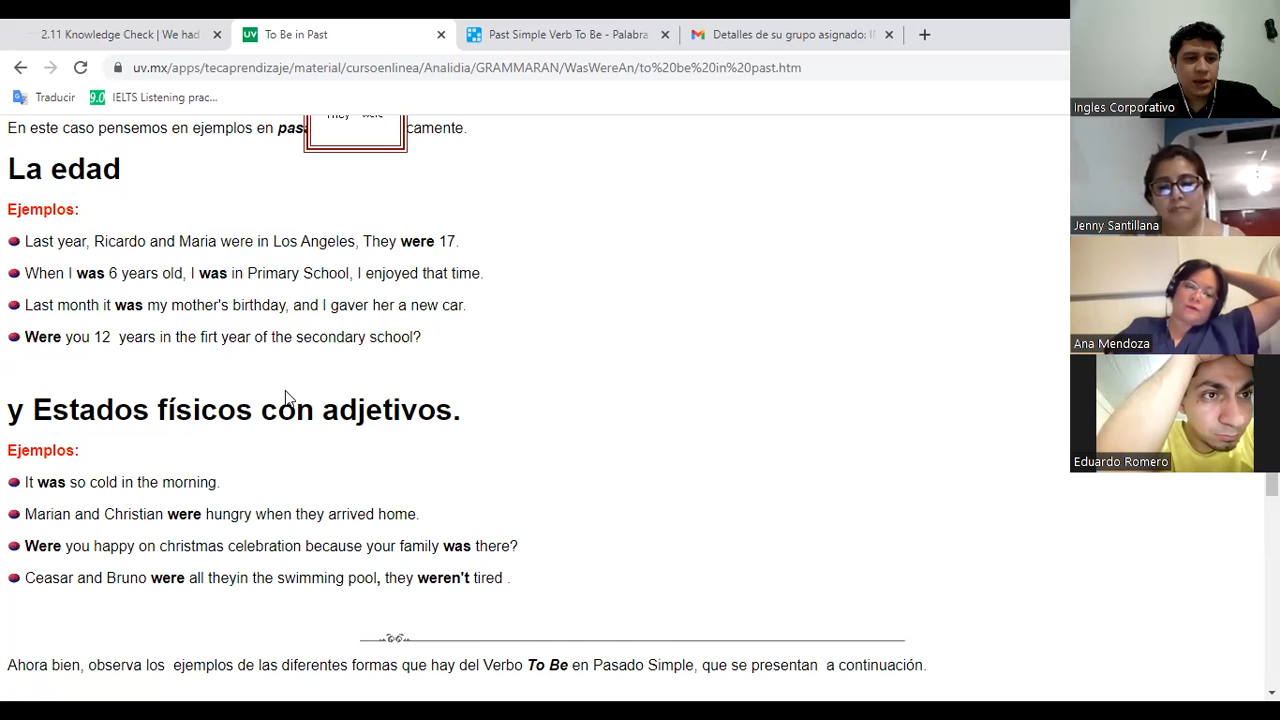 2.11 Knowledge Check | We had
To Be in Past
Past Simple Verb To Be - Palabra
Detalles de su grupo asignado: II
uv.mx/apps/tecaprendizaje/material/cursoenlinea/Analidia/GRAMMARAN/WasWereAn/to%20be%20in%20past.htm
Traducir
9.0 IELTS Listening prac...
They were
En este caso pensemos en ejemplos en camente.
La edad
Ejemplos:
Last year, Ricardo and Maria were in Los Angeles, They were 17.
When I was 6 years old, I was in Primary School, I enjoyed that time.
Last month it was my mother's birthday, and I gaver her a new car.
Were you 12 years in the firt year of the secondary school?
y Estados físicos con adjetivos.
Ejemplos:
It was so cold in the morning.
Marian and Christian were hungry when they arrived home.
Were you happy on christmas celebration because your family was there?
Ceasar and Bruno were all theyin the swimming pool, they weren't tired .
Ahora bien, observa los ejemplos de las diferentes formas que hay del Verbo To Be en Pasado Simple, que se presentan a continuación.
Ingles Corporativo
Jenny Santillana
Ana Mendoza
Eduardo Romero